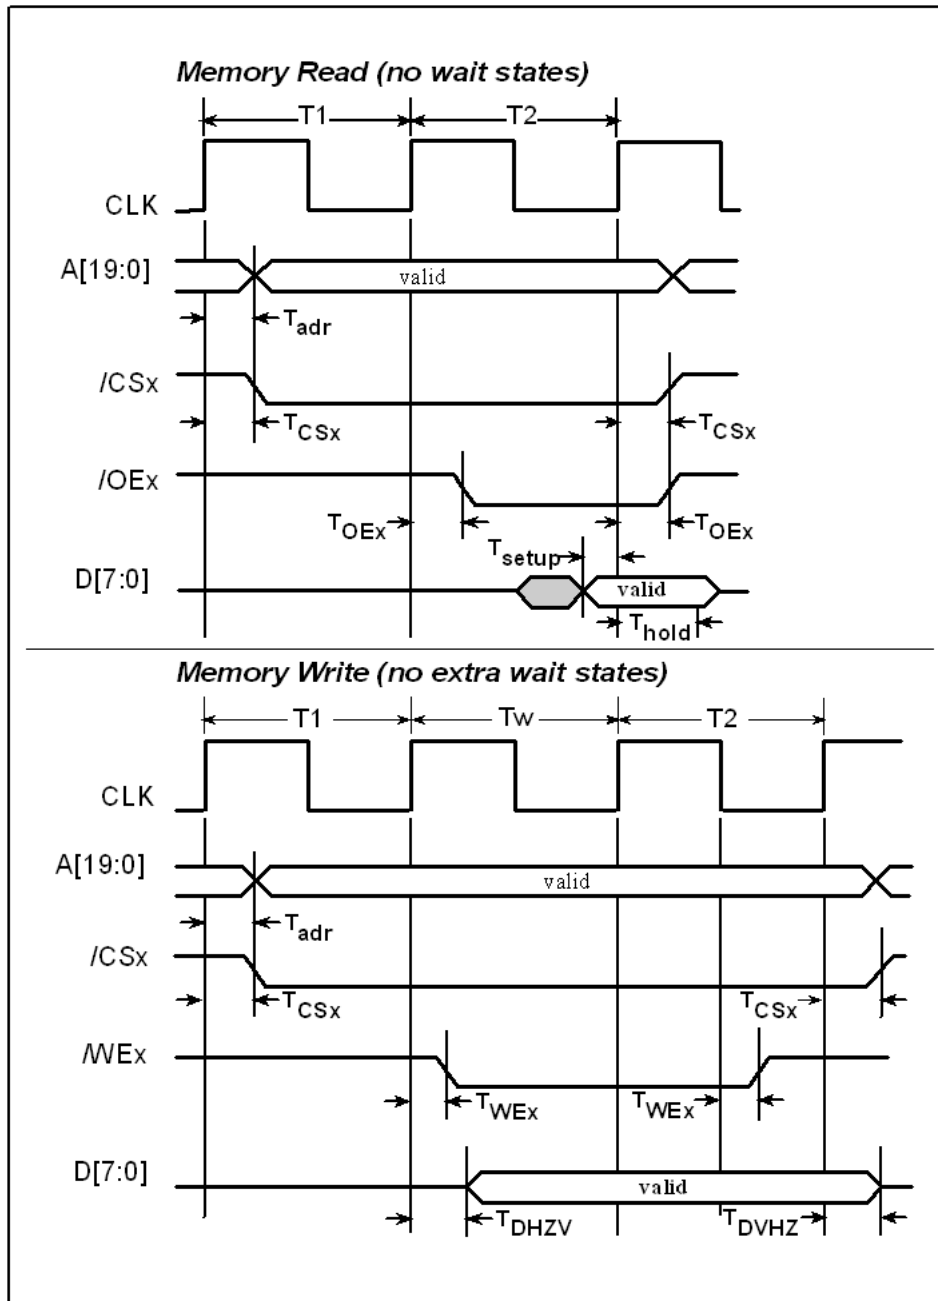 Memory Read (no wait states)
T1 T2
CLK
A[19:0] valid
Tadr
/CSx
TCSx TCSx
/OEx
TOEx TOEx
Tsetup
D[7:0] valid
Thold
Memory Write (no extra wait states)
T1 Tw T2
CLK
A[19:0] valid
Tadr
/CSx
TCSx TCSx
/WEx
TWEx TWEx
D[7:0] valid
TDHZV TDVHZ